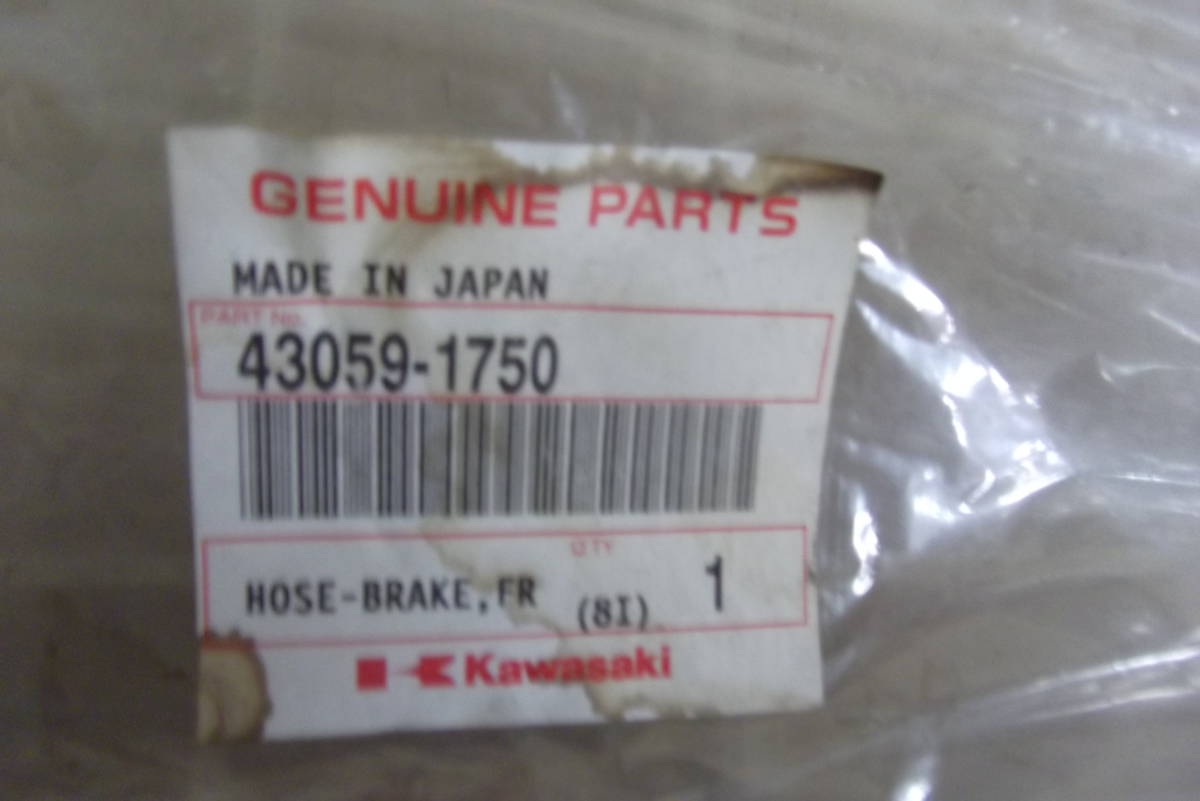 GENUINE PARTS
MADE IN JAPAN
PART No.
43059-1750
QTY
HOSE-BRAKE,FR (8I) 1
Kawasaki